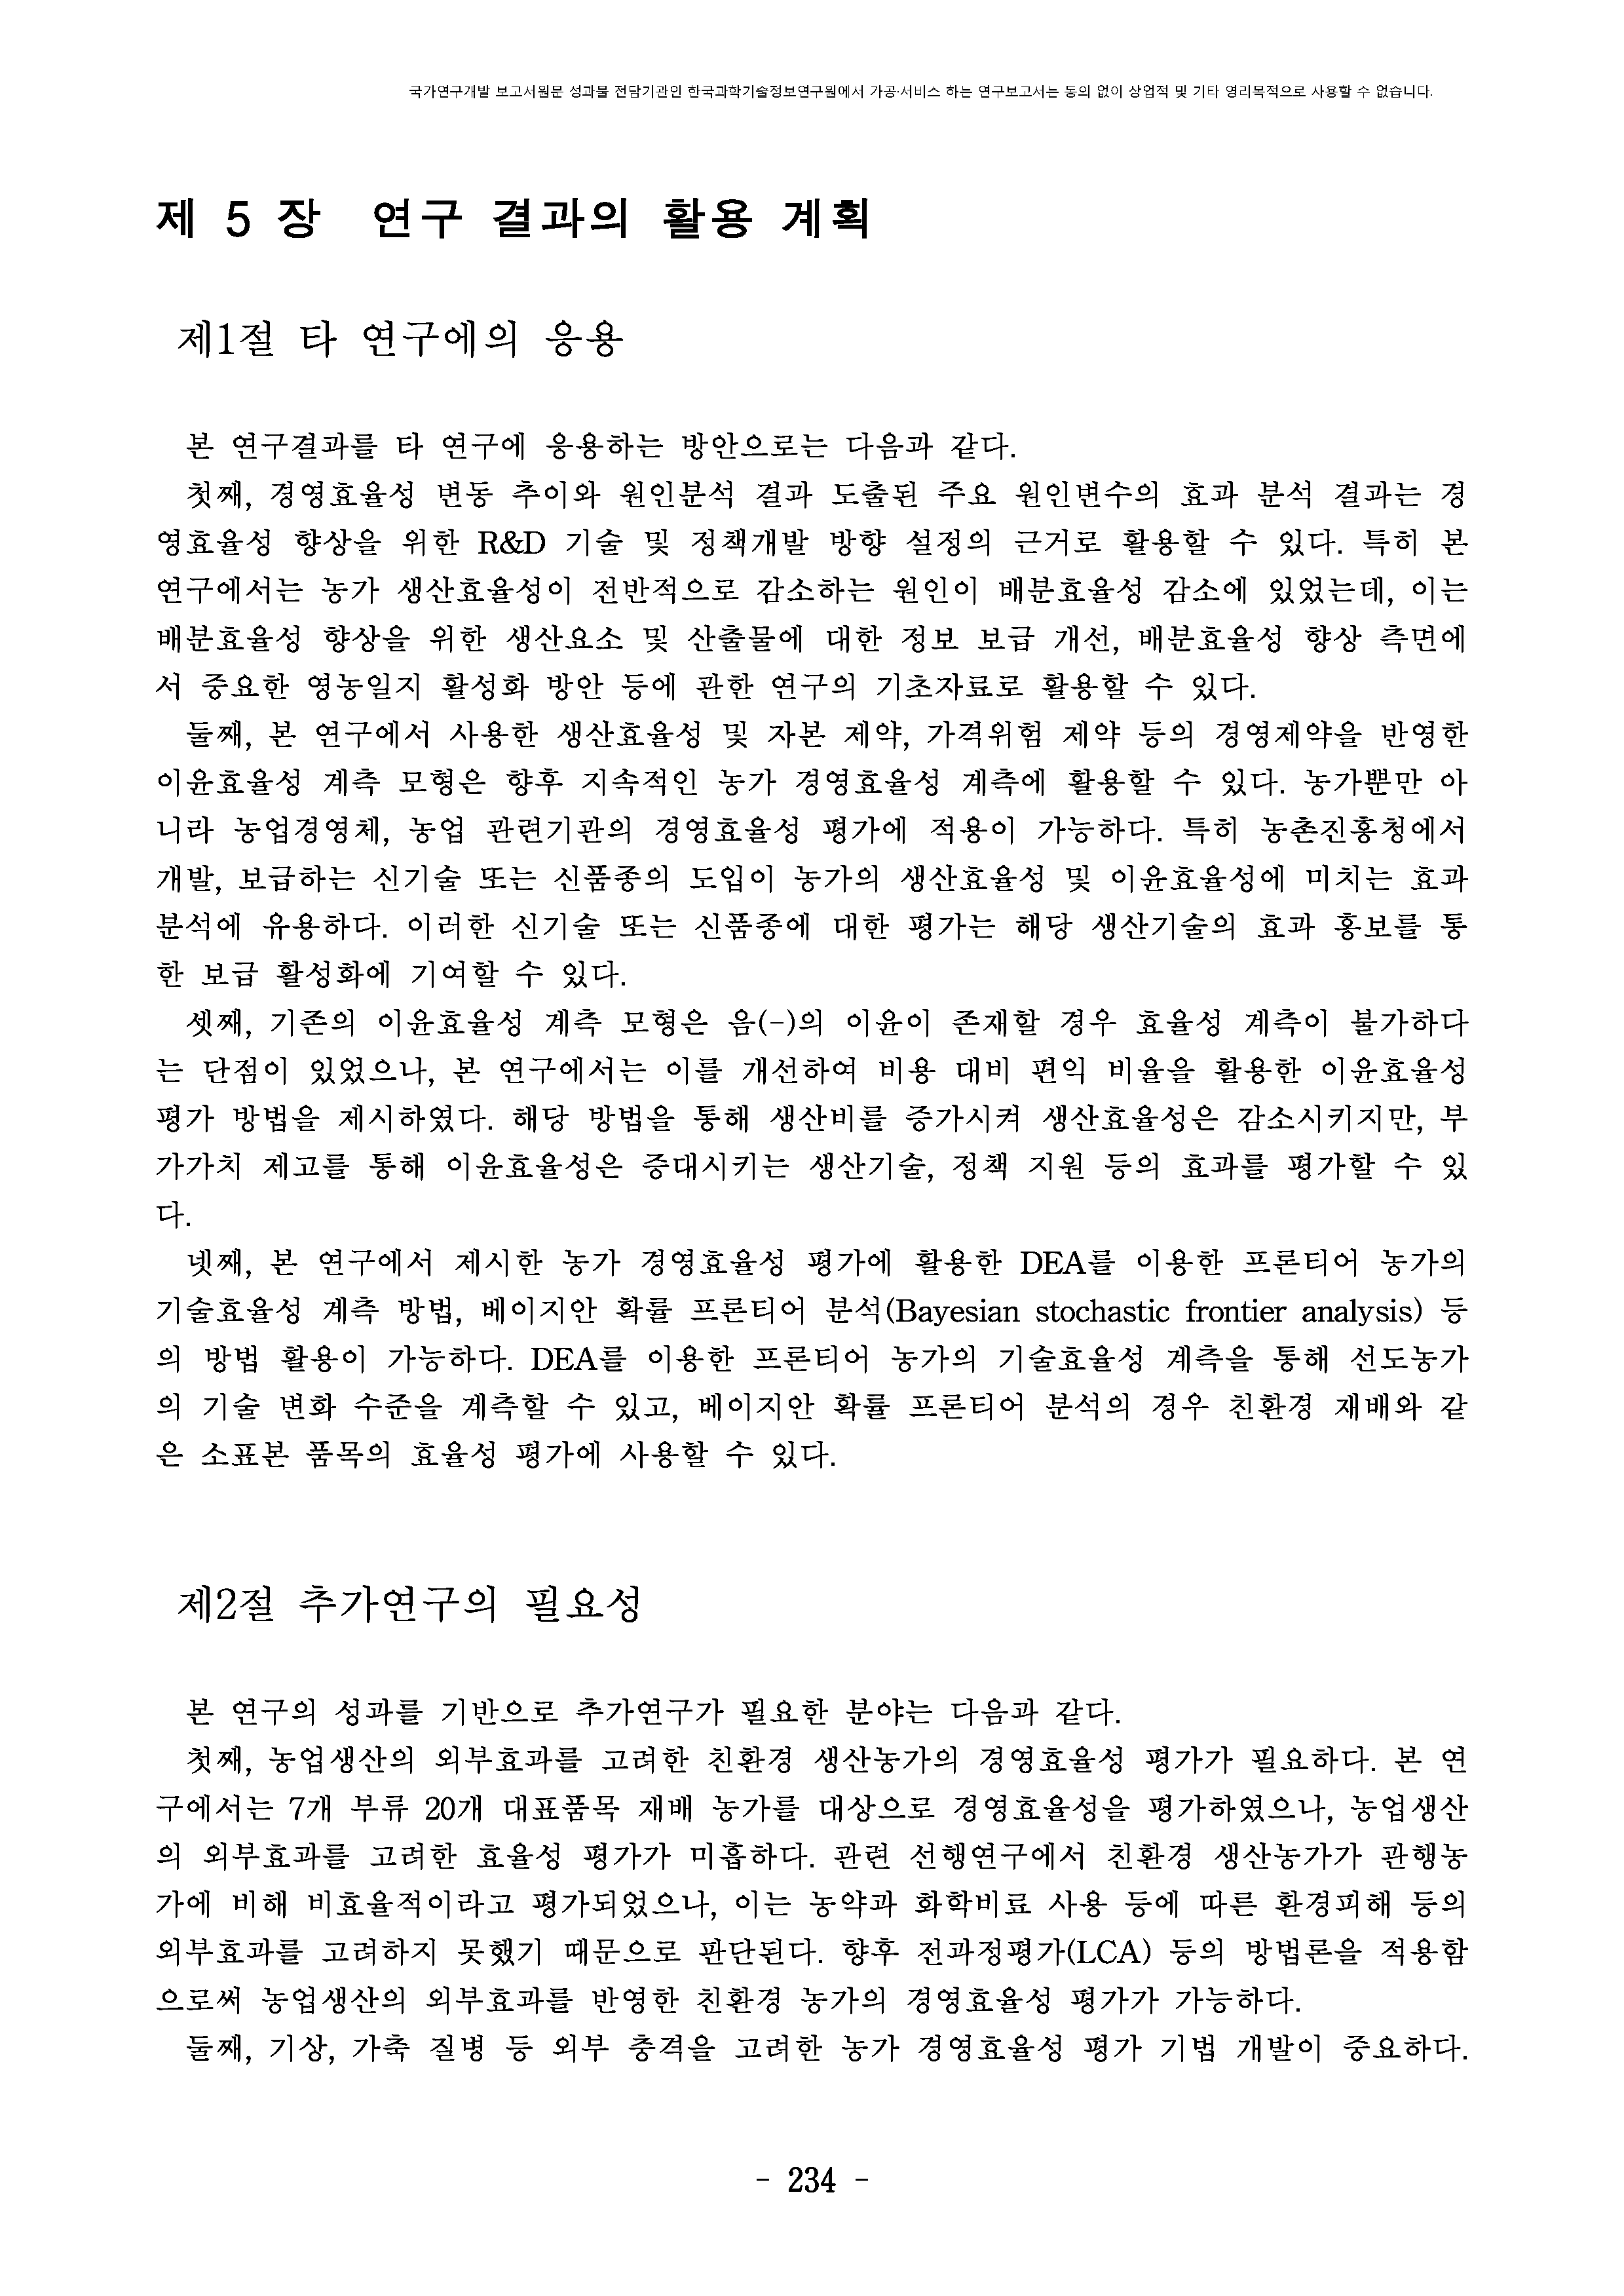 국가연구개발 보고서원문 성과물 전담기관인 한국과학기술정보연구원에서 가공·서비스 하는 연구보고서는 동의 없이 상업적 및 기타 영리목적으로 사용할 수 없습니다.
제 5 장 연구 결과의 활용 계획
제1절 타 연구에의 응용
본 연구결과를 타 연구에 응용하는 방안으로는 다음과 같다.
첫째, 경영효율성 변동 추이와 원인분석 결과 도출된 주요 원인변수의 효과 분석 결과는 경
영효율성 향상을 위한 R&D 기술 및 정책개발 방향 설정의 근거로 활용할 수 있다. 특히 본
연구에서는 농가 생산효율성이 전반적으로 감소하는 원인이 배분효율성 감소에 있었는데, 이는
배분효율성 향상을 위한 생산요소 및 산출물에 대한 정보 보급 개선, 배분효율성 향상 측면에
서 중요한 영농일지 활성화 방안 등에 관한 연구의 기초자료로 활용할 수 있다.
둘째, 본 연구에서 사용한 생산효율성 및 자본 제약, 가격위험 제약 등의 경영제약을 반영한
이윤효율성 계측 모형은 향후 지속적인 농가 경영효율성 계측에 활용할 수 있다. 농가뿐만 아
니라 농업경영체, 농업 관련기관의 경영효율성 평가에 적용이 가능하다. 특히 농촌진흥청에서
개발, 보급하는 신기술 또는 신품종의 도입이 농가의 생산효율성 및 이윤효율성에 미치는 효과
분석에 유용하다. 이러한 신기술 또는 신품종에 대한 평가는 해당 생산기술의 효과 홍보를 통
한 보급 활성화에 기여할 수 있다.
셋째, 기존의 이윤효율성 계측 모형은 음(-)의 이윤이 존재할 경우 효율성 계측이 불가하다
는 단점이 있었으나, 본 연구에서는 이를 개선하여 비용 대비 편익 비율을 활용한 이윤효율성
평가 방법을 제시하였다. 해당 방법을 통해 생산비를 증가시켜 생산효율성은 감소시키지만, 부
가가치 제고를 통해 이윤효율성은 증대시키는 생산기술, 정책 지원 등의 효과를 평가할 수 있
다.
넷째, 본 연구에서 제시한 농가 경영효율성 평가에 활용한 DEA를 이용한 프론티어 농가의
기술효율성 계측 방법, 베이지안 확률 프론티어 분석(Bayesian stochastic frontier analysis) 등
의 방법 활용이 가능하다. DEA를 이용한 프론티어 농가의 기술효율성 계측을 통해 선도농가
의 기술 변화 수준을 계측할 수 있고, 베이지안 확률 프론티어 분석의 경우 친환경 재배와 같
은 소표본 품목의 효율성 평가에 사용할 수 있다.
제2절 추가연구의 필요성
본 연구의 성과를 기반으로 추가연구가 필요한 분야는 다음과 같다.
첫째, 농업생산의 외부효과를 고려한 친환경 생산농가의 경영효율성 평가가 필요하다. 본 연
구에서는 7개 부류 20개 대표품목 재배 농가를 대상으로 경영효율성을 평가하였으나, 농업생산
의 외부효과를 고려한 효율성 평가가 미흡하다. 관련 선행연구에서 친환경 생산농가가 관행농
가에 비해 비효율적이라고 평가되었으나, 이는 농약과 화학비료 사용 등에 따른 환경피해 등의
외부효과를 고려하지 못했기 때문으로 판단된다. 향후 전과정평가(LCA) 등의 방법론을 적용함
으로써 농업생산의 외부효과를 반영한 친환경 농가의 경영효율성 평가가 가능하다.
둘째, 기상, 가축 질병 등 외부 충격을 고려한 농가 경영효율성 평가 기법 개발이 중요하다.
- 234 -